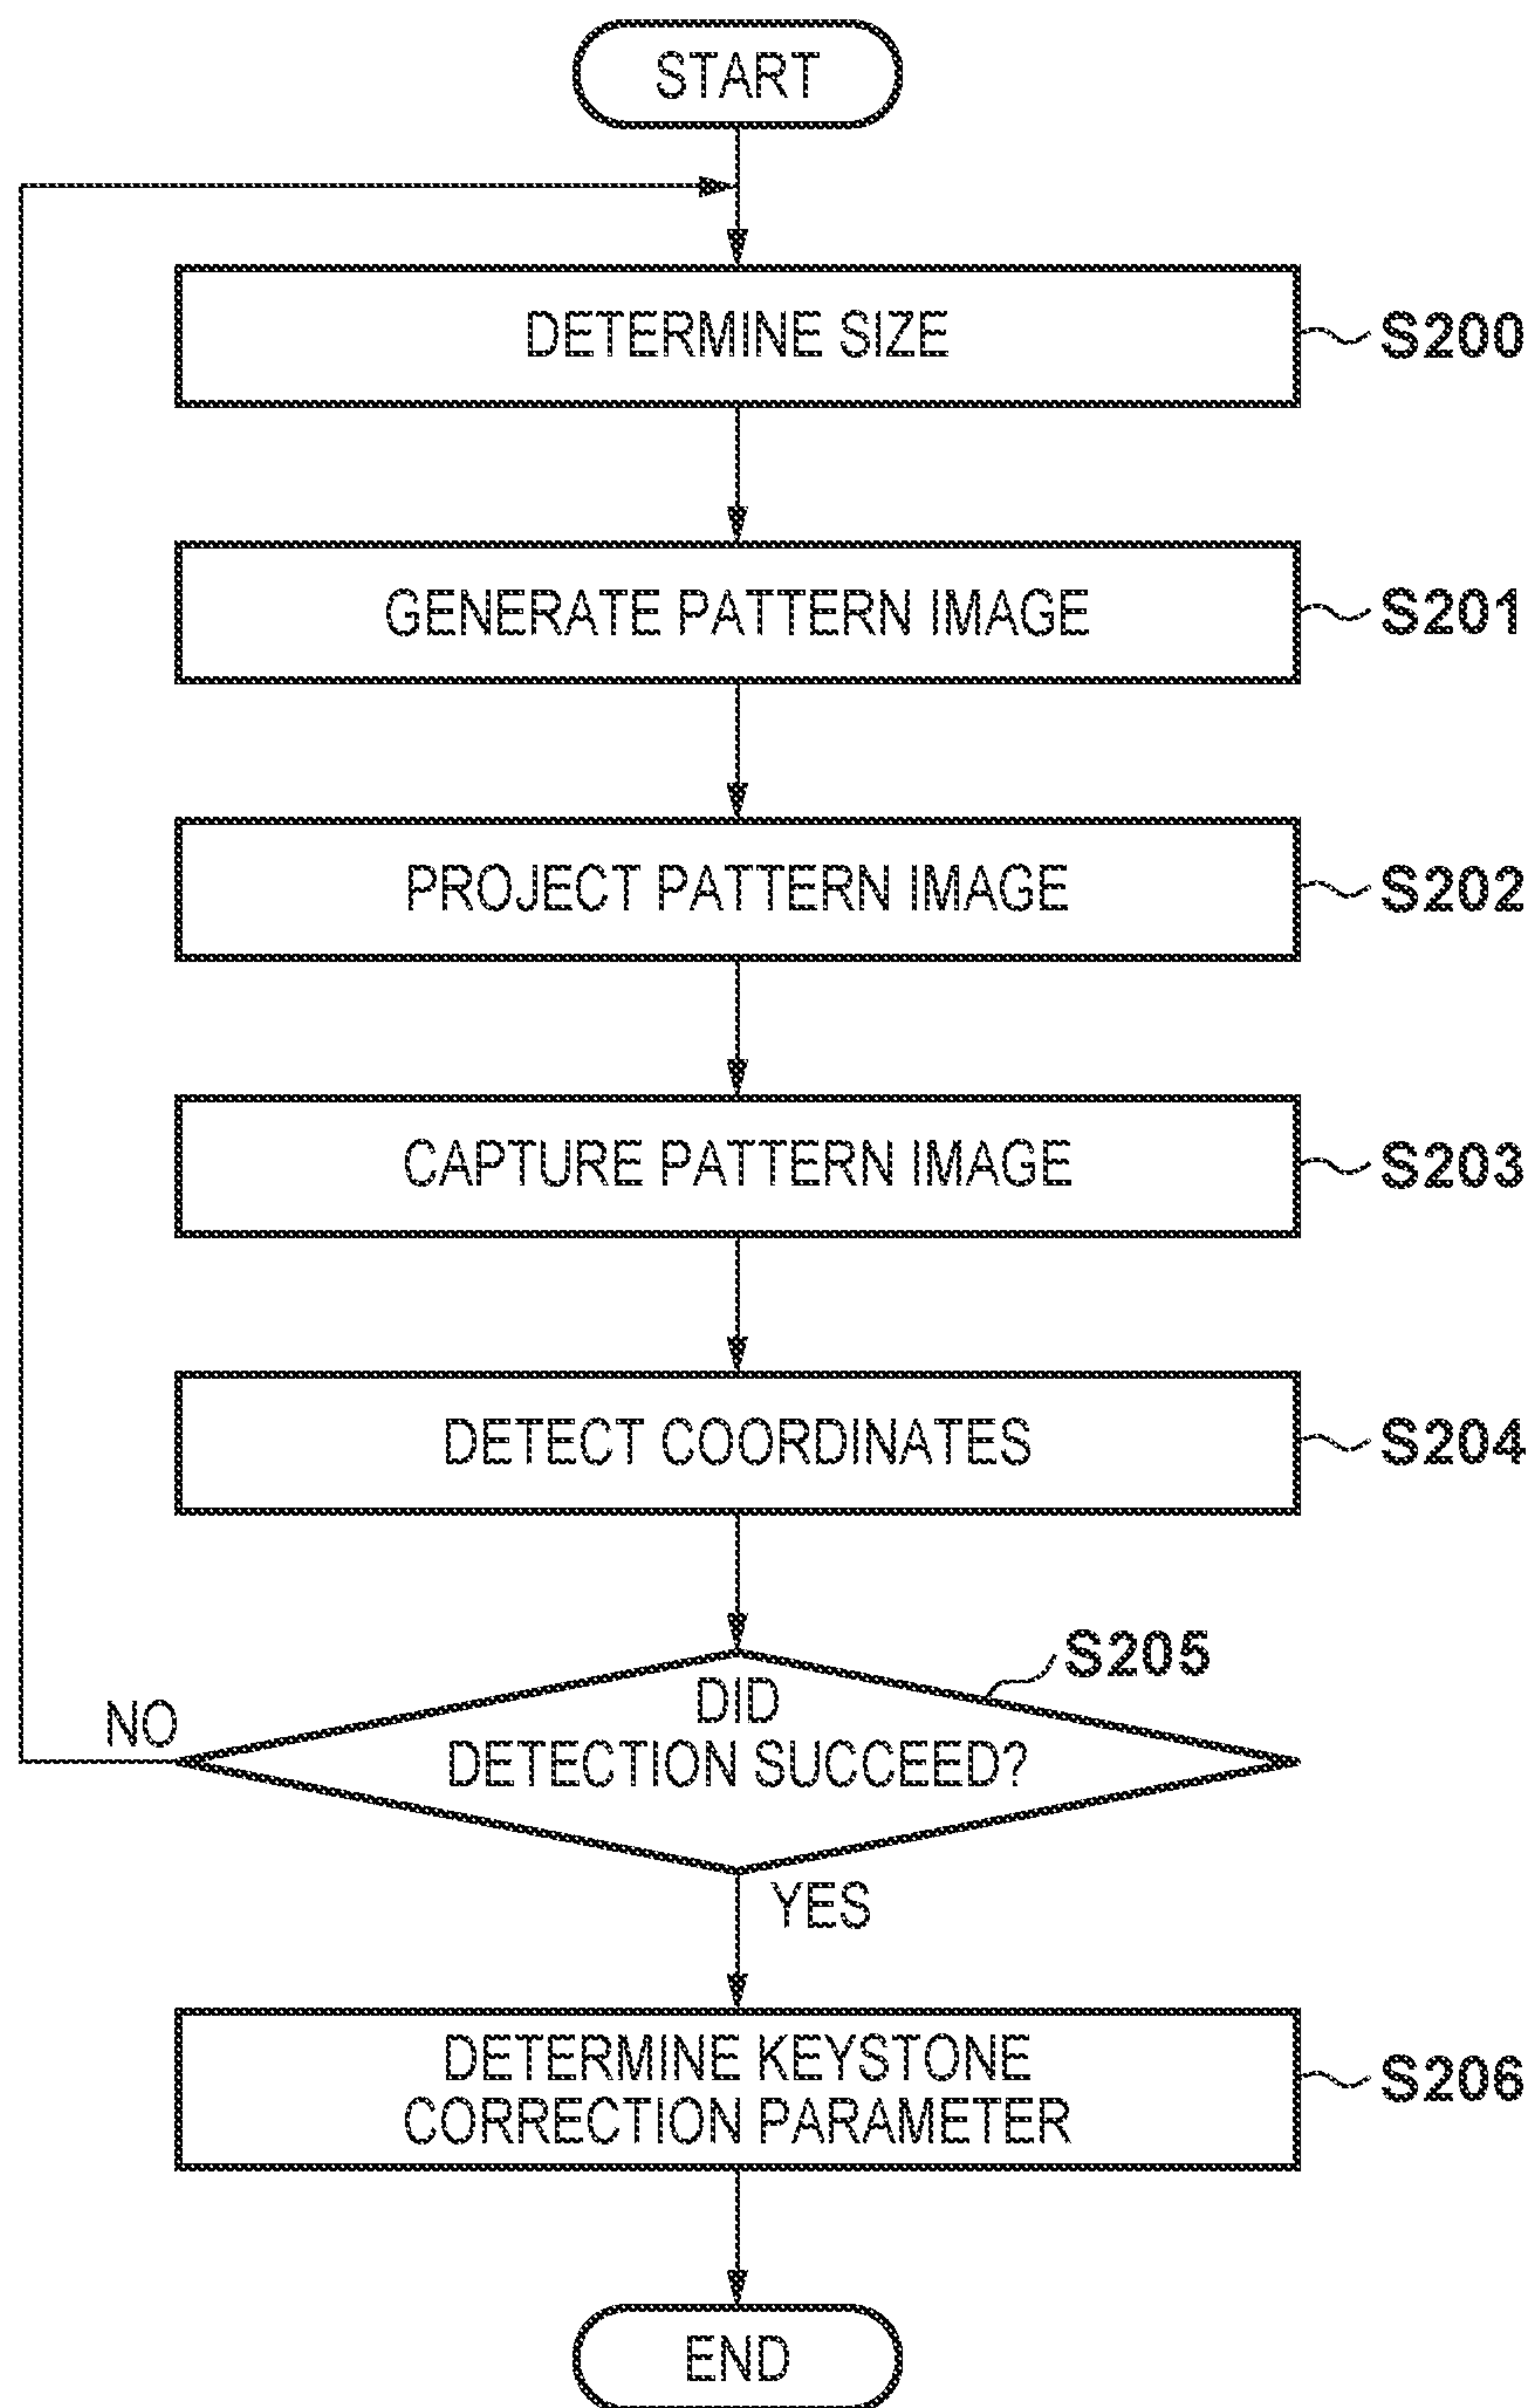 START
DETERMINE SIZE
S200
GENERATE PATTERN IMAGE
S201
PROJECT PATTERN IMAGE
S202
CAPTURE PATTERN IMAGE
S203
DETECT COORDINATES
S204
S205
DID
DETECTION SUCCEED?
NO
YES
DETERMINE KEYSTONE
CORRECTION PARAMETER
S206
END